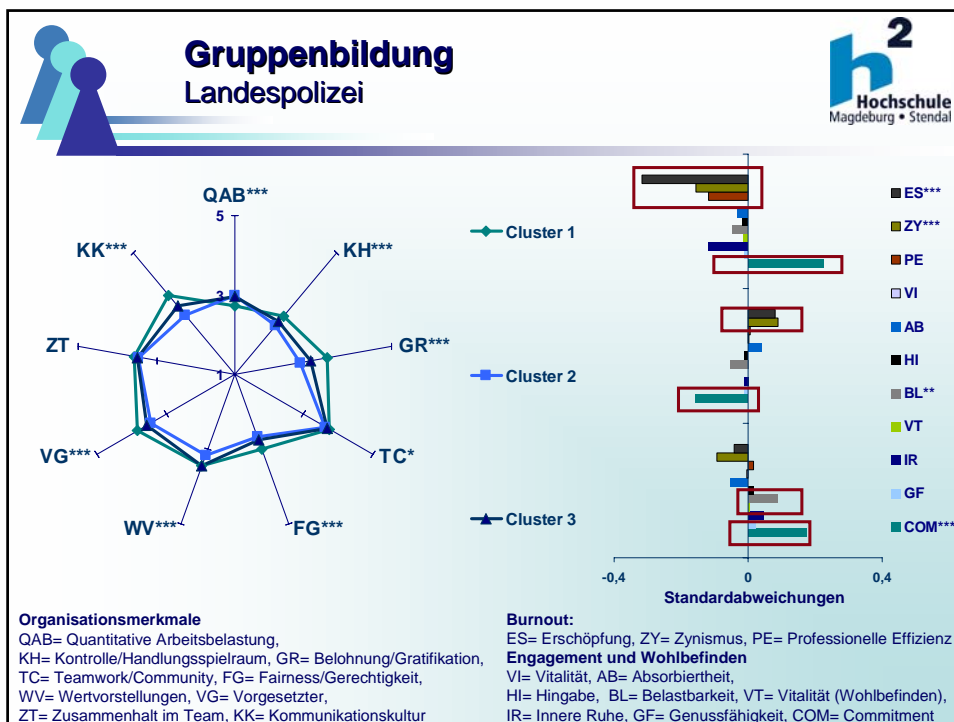 Gruppenbildung
Landespolizei
h2
Hochschule
Magdeburg • Stendal
QAB***
KH***
GR***
TC*
FG***
WV***
VG***
ZT
KK***
5
3
1
Cluster 1
Cluster 2
Cluster 3
ES***
ZY***
PE
VI
AB
HI
BL**
VT
IR
GF
COM***
-0,4
0
0,4
Standardabweichungen
Organisationsmerkmale
QAB= Quantitative Arbeitsbelastung,
KH= Kontrolle/Handlungsspielraum, GR= Belohnung/Gratifikation,
TC= Teamwork/Community, FG= Fairness/Gerechtigkeit,
WV= Wertvorstellungen, VG= Vorgesetzter,
ZT= Zusammenhalt im Team, KK= Kommunikationskultur
Burnout:
ES= Erschöpfung, ZY= Zynismus, PE= Professionelle Effizienz
Engagement und Wohlbefinden
VI= Vitalität, AB= Absorbiertheit,
HI= Hingabe, BL= Belastbarkeit, VT= Vitalität (Wohlbefinden),
IR= Innere Ruhe, GF= Genussfähigkeit, COM= Commitment